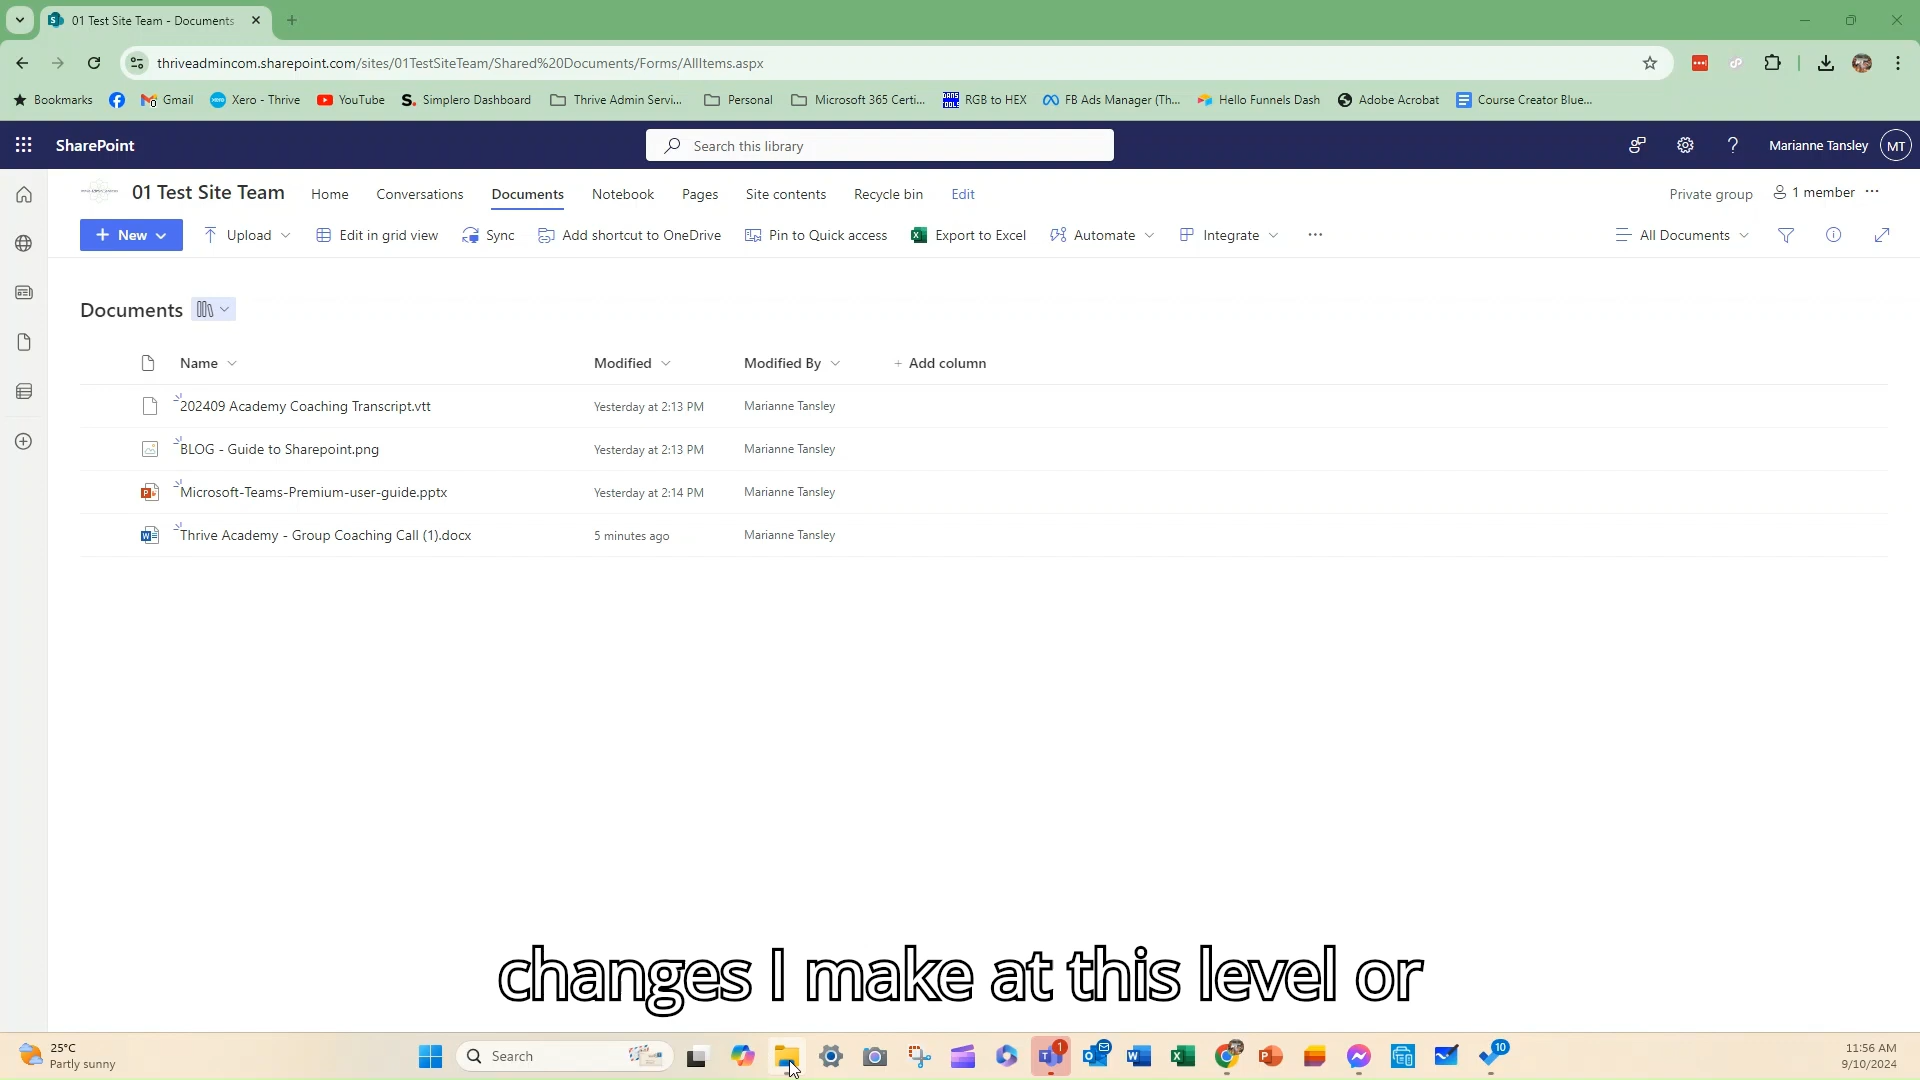 01 Test Site Team - Documents
thriveadmincom.sharepoint.com/sites/01TestSiteTeam/Shared%20Documents/Forms/AllItems.aspx
Bookmarks Gmail Xero - Thrive YouTube Simplero Dashboard Thrive Admin Servi... Personal Microsoft 365 Certi... RGB to HEX FB Ads Manager (Th... Hello Funnels Dash Adobe Acrobat Course Creator Blue...
SharePoint Search this library Marianne Tansley MT
01 Test Site Team Home Conversations Documents Notebook Pages Site contents Recycle bin Edit Private group 1 member
New Upload Edit in grid view Sync Add shortcut to OneDrive Pin to Quick access Export to Excel Automate Integrate All Documents
Documents
Name Modified Modified By + Add column
202409 Academy Coaching Transcript.vtt Yesterday at 2:13 PM Marianne Tansley
BLOG - Guide to Sharepoint.png Yesterday at 2:13 PM Marianne Tansley
Microsoft-Teams-Premium-user-guide.pptx Yesterday at 2:14 PM Marianne Tansley
Thrive Academy - Group Coaching Call (1).docx 5 minutes ago Marianne Tansley
changes I make at this level or
25°C
Partly sunny
Search
1
10
11:56 AM
9/10/2024